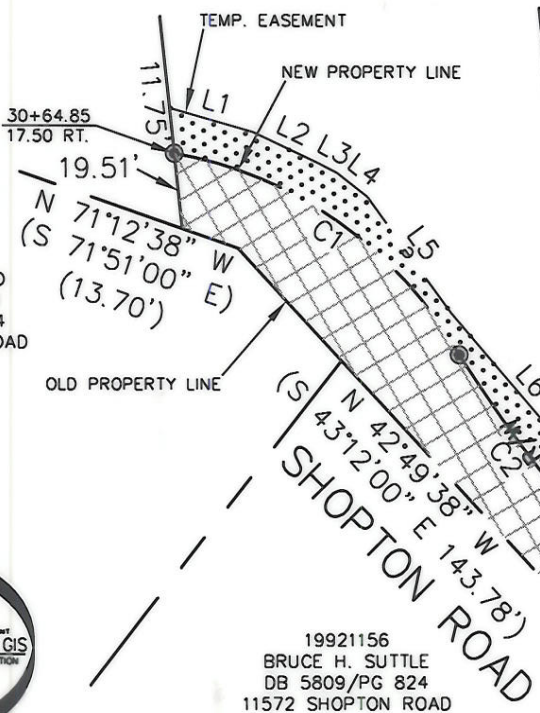 TEMP. EASEMENT
NEW PROPERTY LINE
11.75'
L1
L2
L3
L4
30+64.85
17.50 RT.
19.51'
C1
L5
N 71°12'38" W
(S 71°51'00" E)
(13.70')
OAD
OLD PROPERTY LINE
L6
C2
N 42°49'38" W
(S 43°12'00" E 143.78')
SHOPTON ROAD
GIS
19921156
BRUCE H. SUTTLE
DB 5809/PG 824
11572 SHOPTON ROAD